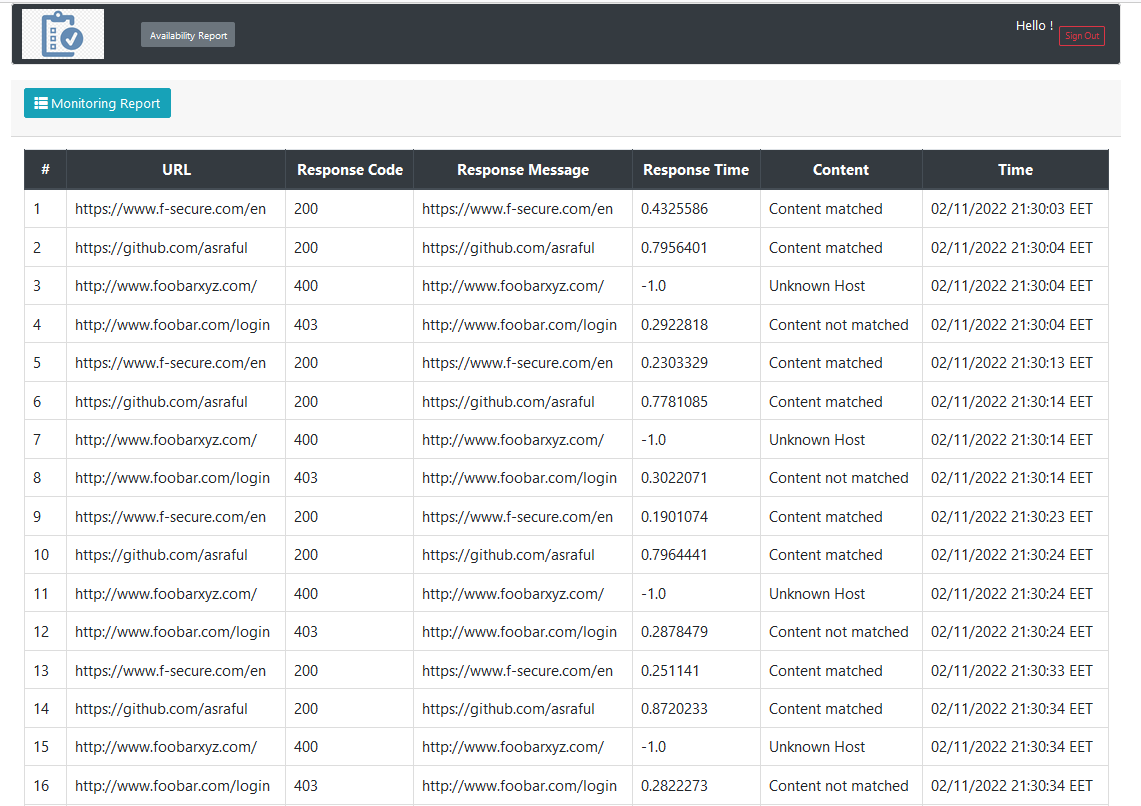 Availability Report
Hello !
Sign Out
Monitoring Report
# URL Response Code Response Message Response Time Content Time
1 https://www.f-secure.com/en 200 https://www.f-secure.com/en 0.4325586 Content matched 02/11/2022 21:30:03 EET
2 https://github.com/asraful 200 https://github.com/asraful 0.7956401 Content matched 02/11/2022 21:30:04 EET
3 http://www.foobarxyz.com/ 400 http://www.foobarxyz.com/ -1.0 Unknown Host 02/11/2022 21:30:04 EET
4 http://www.foobar.com/login 403 http://www.foobar.com/login 0.2922818 Content not matched 02/11/2022 21:30:04 EET
5 https://www.f-secure.com/en 200 https://www.f-secure.com/en 0.2303329 Content matched 02/11/2022 21:30:13 EET
6 https://github.com/asraful 200 https://github.com/asraful 0.7781085 Content matched 02/11/2022 21:30:14 EET
7 http://www.foobarxyz.com/ 400 http://www.foobarxyz.com/ -1.0 Unknown Host 02/11/2022 21:30:14 EET
8 http://www.foobar.com/login 403 http://www.foobar.com/login 0.3022071 Content not matched 02/11/2022 21:30:14 EET
9 https://www.f-secure.com/en 200 https://www.f-secure.com/en 0.1901074 Content matched 02/11/2022 21:30:23 EET
10 https://github.com/asraful 200 https://github.com/asraful 0.7964441 Content matched 02/11/2022 21:30:24 EET
11 http://www.foobarxyz.com/ 400 http://www.foobarxyz.com/ -1.0 Unknown Host 02/11/2022 21:30:24 EET
12 http://www.foobar.com/login 403 http://www.foobar.com/login 0.2878479 Content not matched 02/11/2022 21:30:24 EET
13 https://www.f-secure.com/en 200 https://www.f-secure.com/en 0.251141 Content matched 02/11/2022 21:30:33 EET
14 https://github.com/asraful 200 https://github.com/asraful 0.8720233 Content matched 02/11/2022 21:30:34 EET
15 http://www.foobarxyz.com/ 400 http://www.foobarxyz.com/ -1.0 Unknown Host 02/11/2022 21:30:34 EET
16 http://www.foobar.com/login 403 http://www.foobar.com/login 0.2822273 Content not matched 02/11/2022 21:30:34 EET